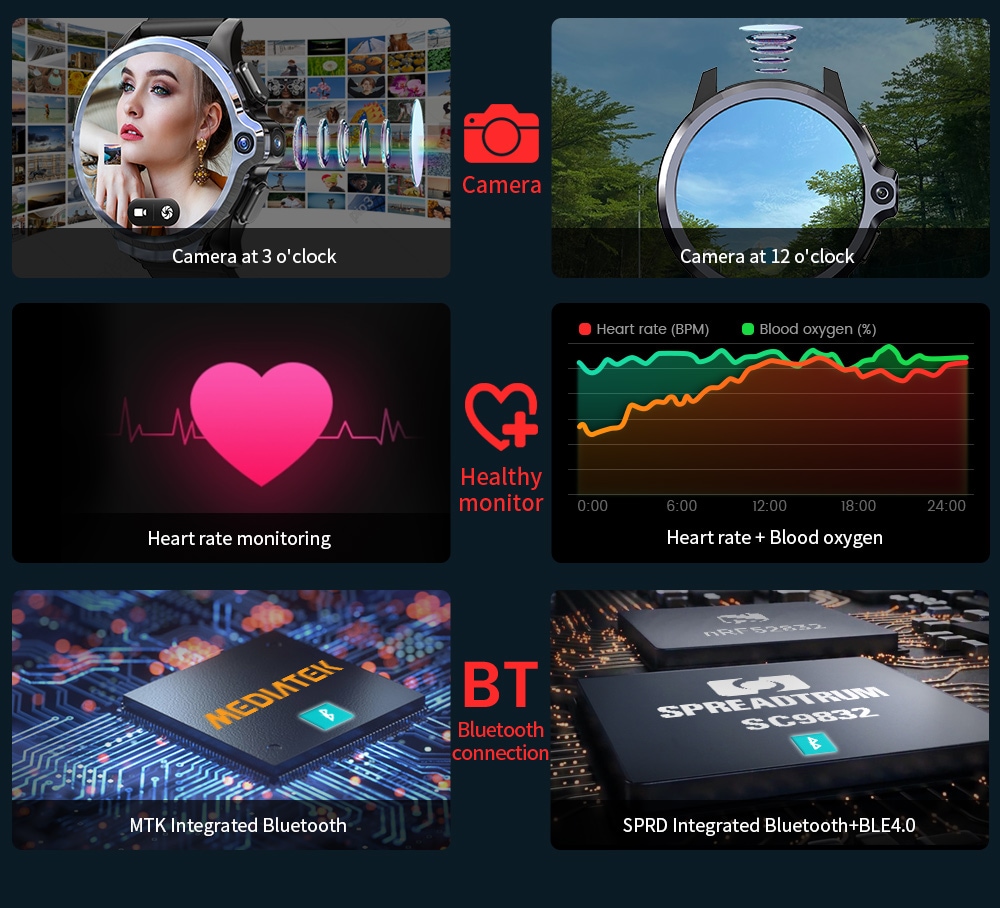 Camera
Camera at 3 o'clock
Camera at 12 o'clock
Heart rate (BPM) Blood oxygen (%)
0:00 6:00 12:00 18:00 24:00
Healthy
monitor
Heart rate monitoring
Heart rate + Blood oxygen
MEDIATEK
BT
Bluetooth
connection
nRF52832
SPREADTRUM
SC9832
MTK Integrated Bluetooth
SPRD Integrated Bluetooth+BLE4.0